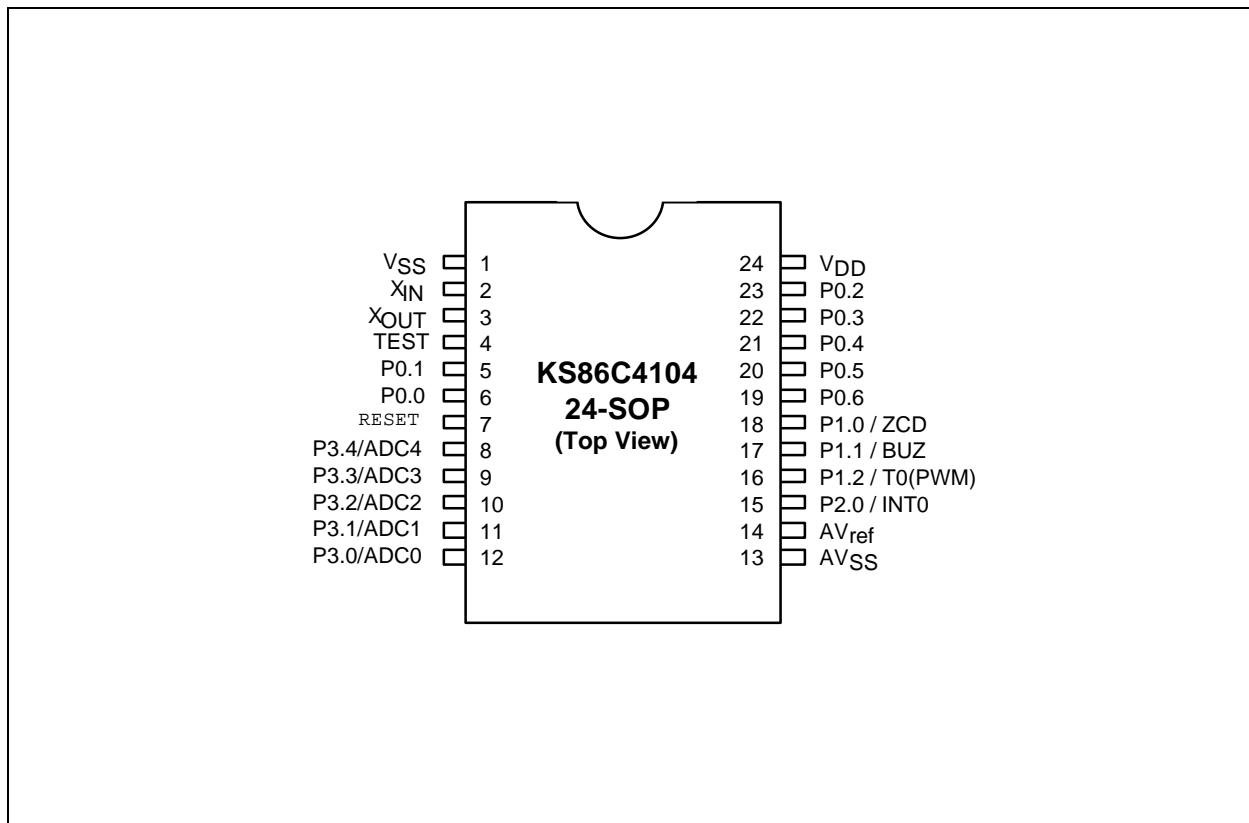 VSS 1
XIN 2
XOUT 3
TEST 4
P0.1 5
P0.0 6
RESET 7
P3.4/ADC4 8
P3.3/ADC3 9
P3.2/ADC2 10
P3.1/ADC1 11
P3.0/ADC0 12
KS86C4104
24-SOP
(Top View)
24 VDD
23 P0.2
22 P0.3
21 P0.4
20 P0.5
19 P0.6
18 P1.0 / ZCD
17 P1.1 / BUZ
16 P1.2 / T0(PWM)
15 P2.0 / INT0
14 AVref
13 AVSS